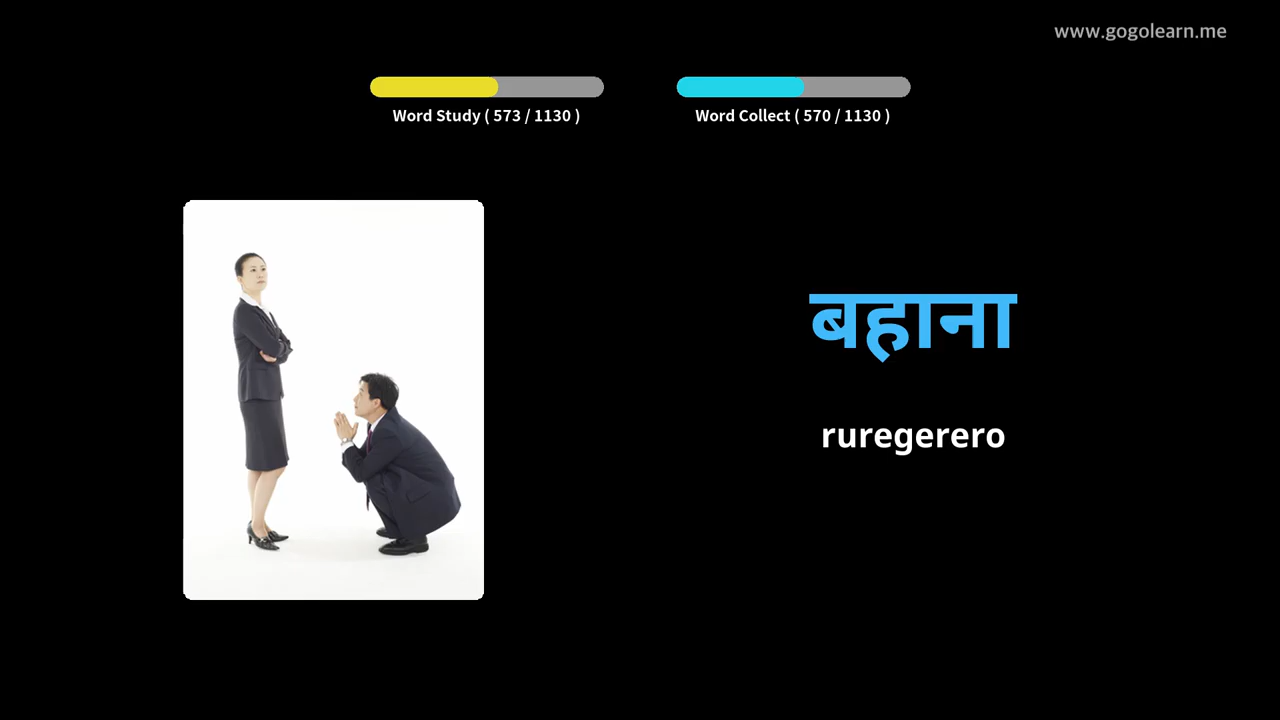 www.gogolearn.me
Word Study ( 573 / 1130 )
Word Collect ( 570 / 1130 )
बहाना
ruregerero